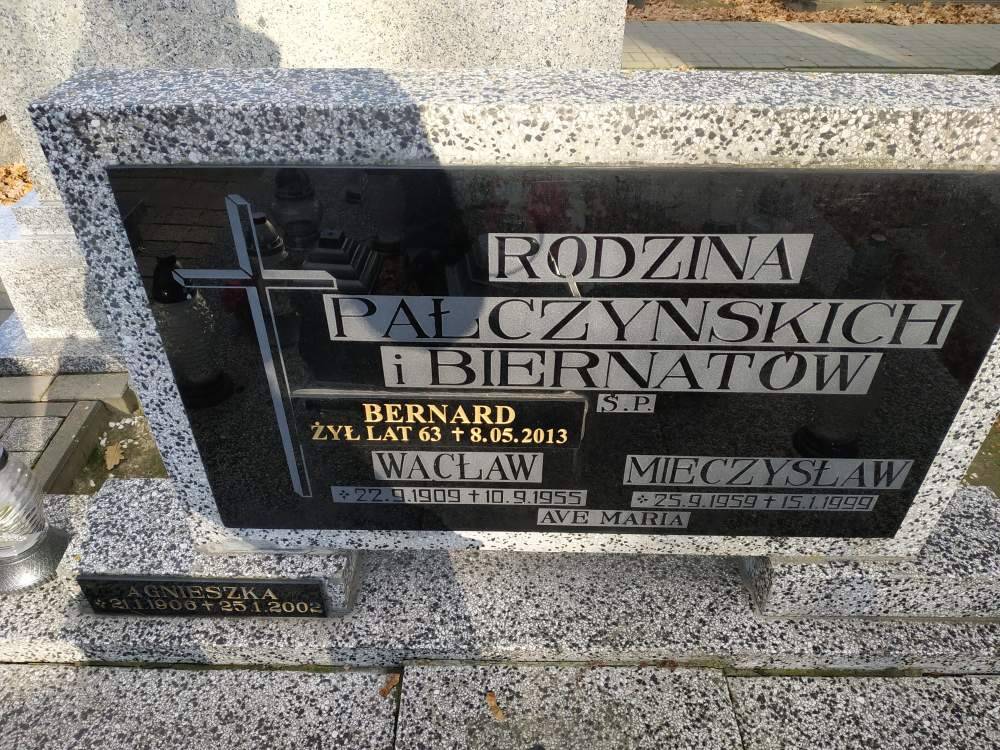 RODZINA
PAŁCZYŃSKICH
i BIERNATÓW
Ś.P.
BERNARD
ŻYŁ LAT 63 ✝ 8.05.2013
WACŁAW
* 22.9.1909 + 10.9.1955
MIECZYSŁAW
* 25.9.1959 + 15.1.1999
AVE MARIA
AGNIESZKA
* 21.1.1906 ✝ 25.1.2002